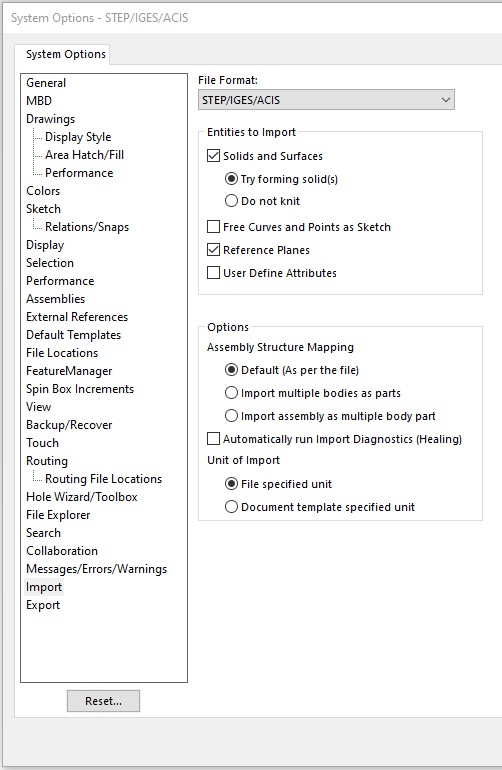 System Options - STEP/IGES/ACIS
System Options
General
MBD
Drawings
Display Style
Area Hatch/Fill
Performance
Colors
Sketch
Relations/Snaps
Display
Selection
Performance
Assemblies
External References
Default Templates
File Locations
FeatureManager
Spin Box Increments
View
Backup/Recover
Touch
Routing
Routing File Locations
Hole Wizard/Toolbox
File Explorer
Search
Collaboration
Messages/Errors/Warnings
Import
Export
Reset...
File Format:
STEP/IGES/ACIS
Entities to Import
Solids and Surfaces
Try forming solid(s)
Do not knit
Free Curves and Points as Sketch
Reference Planes
User Define Attributes
Options
Assembly Structure Mapping
Default (As per the file)
Import multiple bodies as parts
Import assembly as multiple body part
Automatically run Import Diagnostics (Healing)
Unit of Import
File specified unit
Document template specified unit